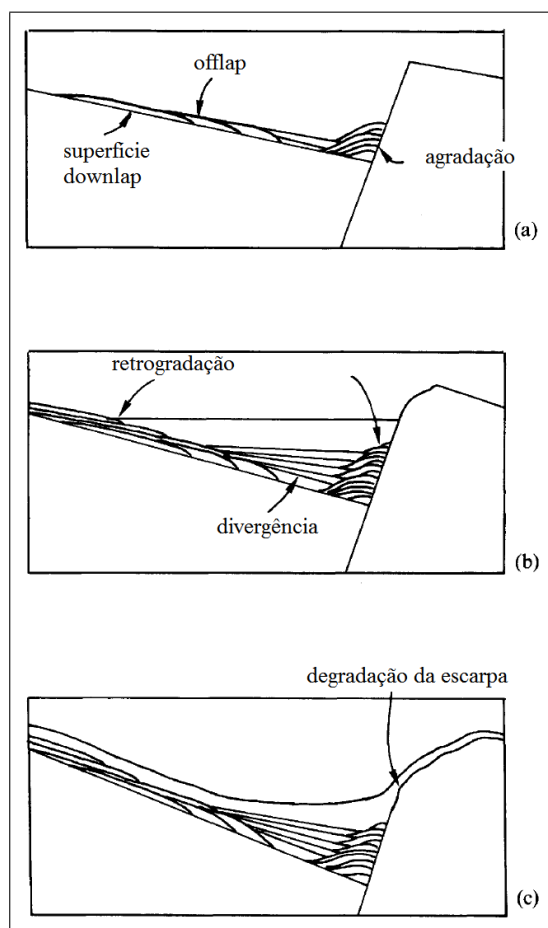 offlap
superfície
downlap
agradação
(a)
retrogradação
divergência
(b)
degradação da escarpa
(c)